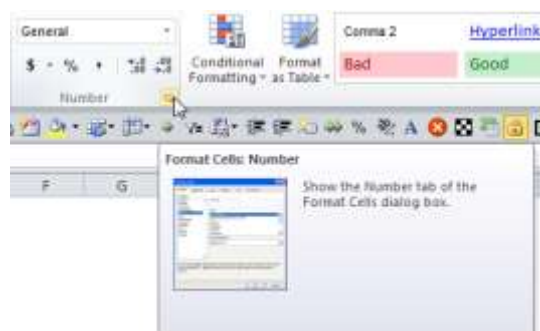 General
Comma 2
Hyperlink
$ - % ,
Conditional Formatting
Format as Table
Bad
Good
Number
% A
F
G
Format Cells: Number
Show the Number tab of the
Format Cells dialog box.